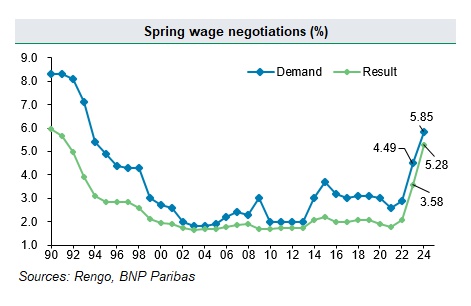 Spring wage negotiations (%)
9.0
8.0
7.0
6.0
5.0
4.0
3.0
2.0
1.0
Demand
Result
5.85
4.49
5.28
3.58
90 92 94 96 98 00 02 04 06 08 10 12 14 16 18 20 22 24
Sources: Rengo, BNP Paribas